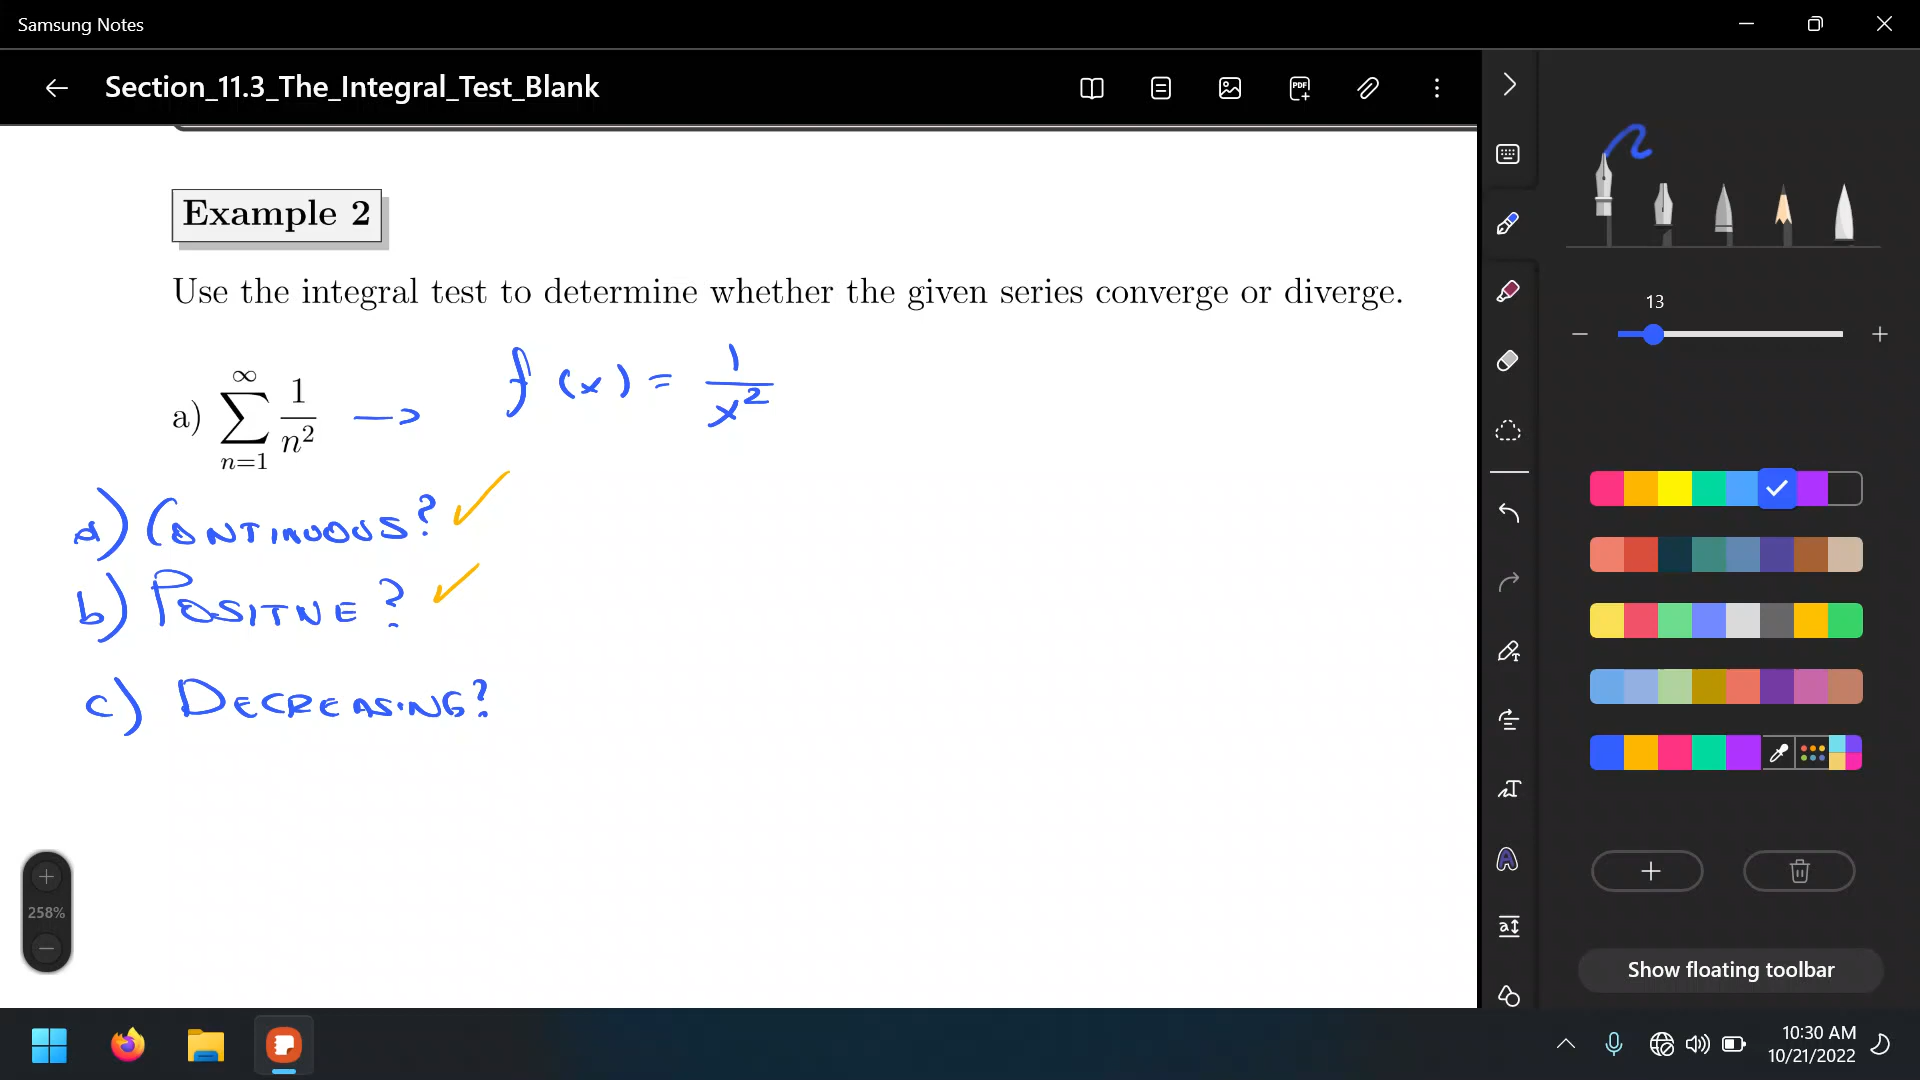 Samsung Notes
Section_11.3_The_Integral_Test_Blank
Example 2
Use the integral test to determine whether the given series converge or diverge.
a) ∑_{n=1}^{∞} 1/n² → f(x) = 1/x²
a) CONTINUOUS? ✓
b) POSITIVE? ✓
c) DECREASING?
258%
13
Show floating toolbar
10:30 AM
10/21/2022